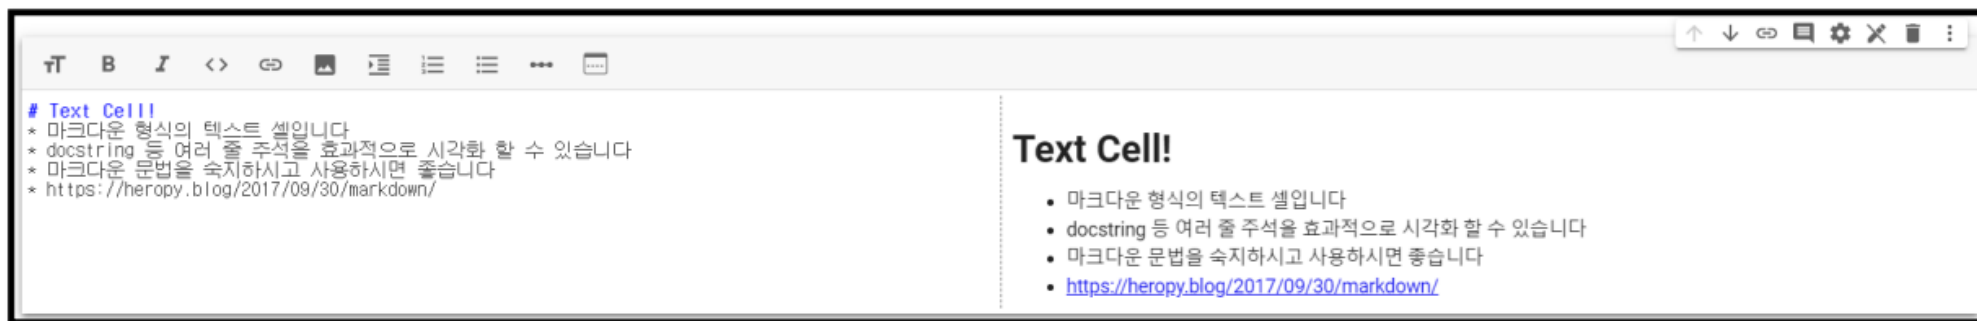 # Text Cell!
* 마크다운 형식의 텍스트 셀입니다
* docstring 등 여러 줄 주석을 효과적으로 시각화 할 수 있습니다
* 마크다운 문법을 숙지하시고 사용하시면 좋습니다
* https://heropy.blog/2017/09/30/markdown/
Text Cell!
• 마크다운 형식의 텍스트 셀입니다
• docstring 등 여러 줄 주석을 효과적으로 시각화 할 수 있습니다
• 마크다운 문법을 숙지하시고 사용하시면 좋습니다
• https://heropy.blog/2017/09/30/markdown/